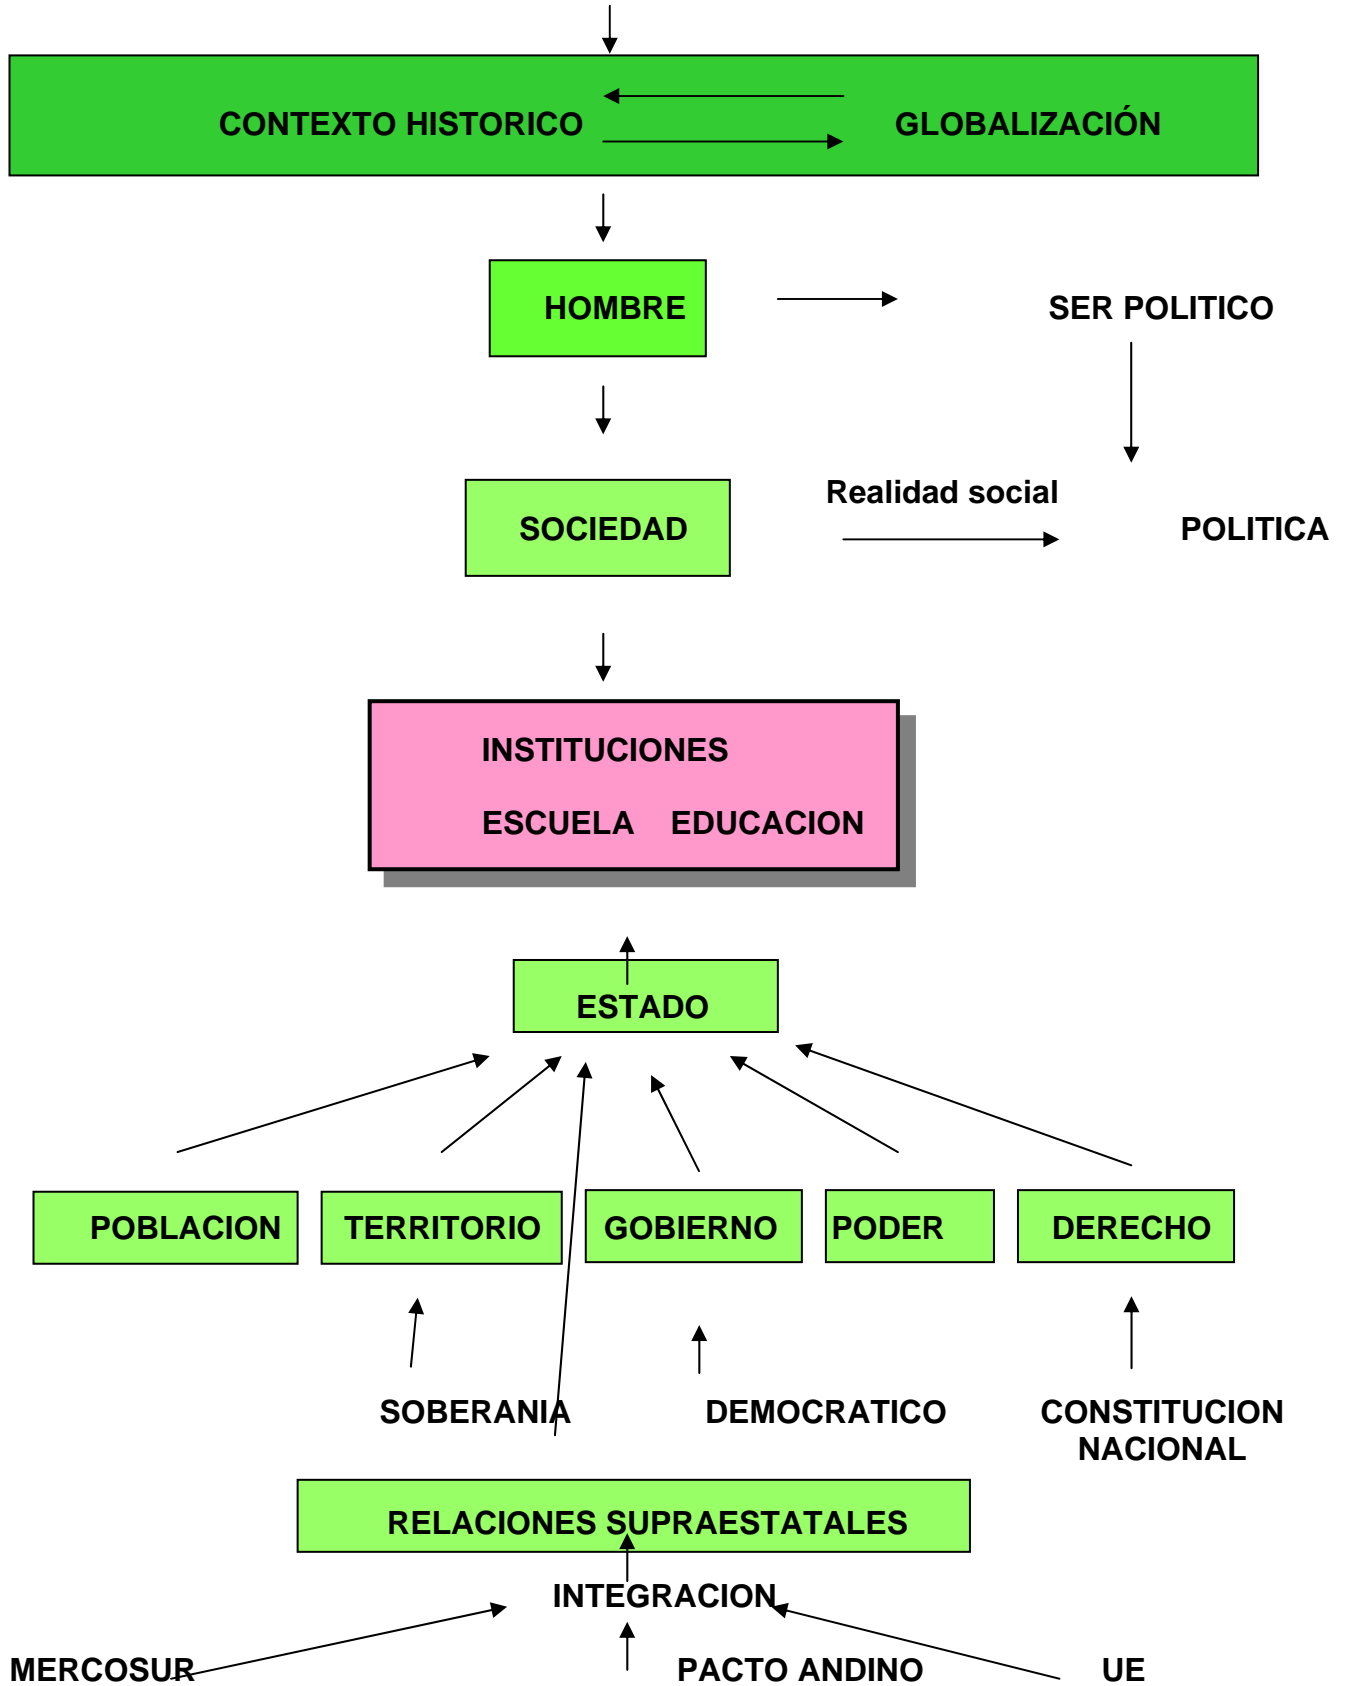 CONTEXTO HISTORICO GLOBALIZACIÓN
HOMBRE SER POLITICO
Realidad social
SOCIEDAD POLITICA
INSTITUCIONES
ESCUELA EDUCACION
ESTADO
POBLACION TERRITORIO GOBIERNO PODER DERECHO
SOBERANIA DEMOCRATICO CONSTITUCION
NACIONAL
RELACIONES SUPRAESTATALES
INTEGRACION
MERCOSUR PACTO ANDINO UE